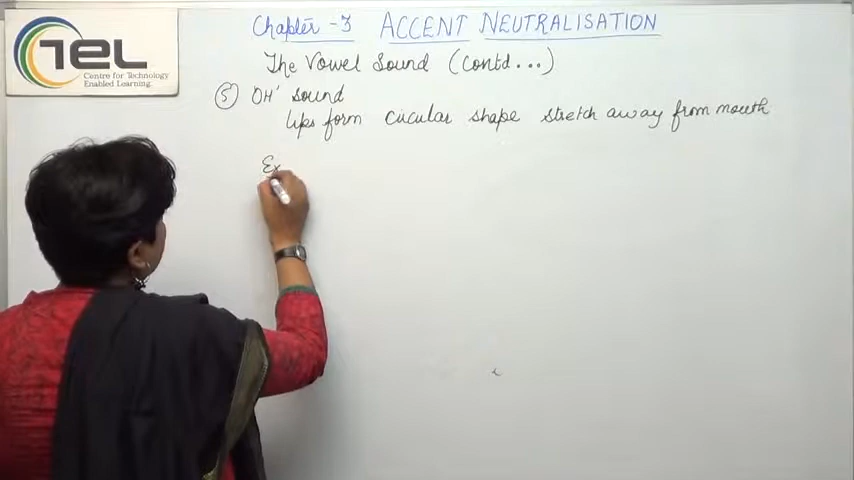 TEL
Centre for Technology
Enabled Learning.
Chapter - 3 ACCENT NEUTRALISATION
The Vowel Sound (Contd...)
5 'OH' sound
lips form circular shape stretch away from mouth
Ex